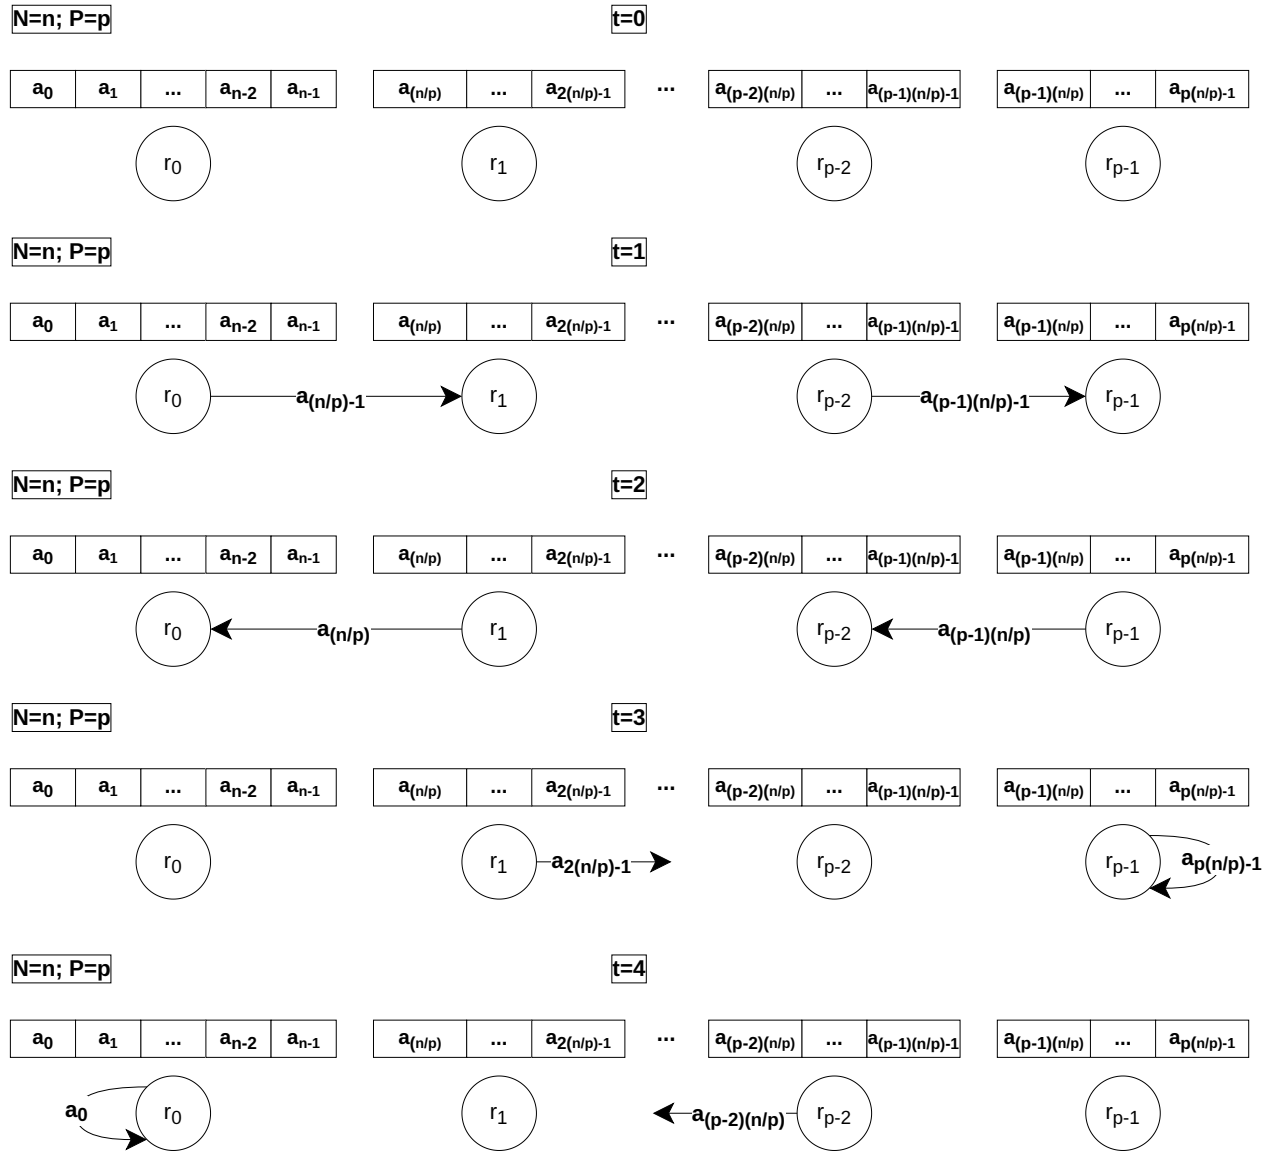 N=n; P=p t=0
a0 a1 ... an-2 an-1 a(n/p) ... a2(n/p)-1 ... a(p-2)(n/p) ... a(p-1)(n/p)-1 a(p-1)(n/p) ... ap(n/p)-1
r0 r1 rp-2 rp-1
N=n; P=p t=1
a0 a1 ... an-2 an-1 a(n/p) ... a2(n/p)-1 ... a(p-2)(n/p) ... a(p-1)(n/p)-1 a(p-1)(n/p) ... ap(n/p)-1
r0 a(n/p)-1 r1 rp-2 a(p-1)(n/p)-1 rp-1
N=n; P=p t=2
a0 a1 ... an-2 an-1 a(n/p) ... a2(n/p)-1 ... a(p-2)(n/p) ... a(p-1)(n/p)-1 a(p-1)(n/p) ... ap(n/p)-1
r0 a(n/p) r1 rp-2 a(p-1)(n/p) rp-1
N=n; P=p t=3
a0 a1 ... an-2 an-1 a(n/p) ... a2(n/p)-1 ... a(p-2)(n/p) ... a(p-1)(n/p)-1 a(p-1)(n/p) ... ap(n/p)-1
r0 r1 a2(n/p)-1 rp-2 rp-1 ap(n/p)-1
N=n; P=p t=4
a0 a1 ... an-2 an-1 a(n/p) ... a2(n/p)-1 ... a(p-2)(n/p) ... a(p-1)(n/p)-1 a(p-1)(n/p) ... ap(n/p)-1
a0 r0 r1 a(p-2)(n/p) rp-2 rp-1